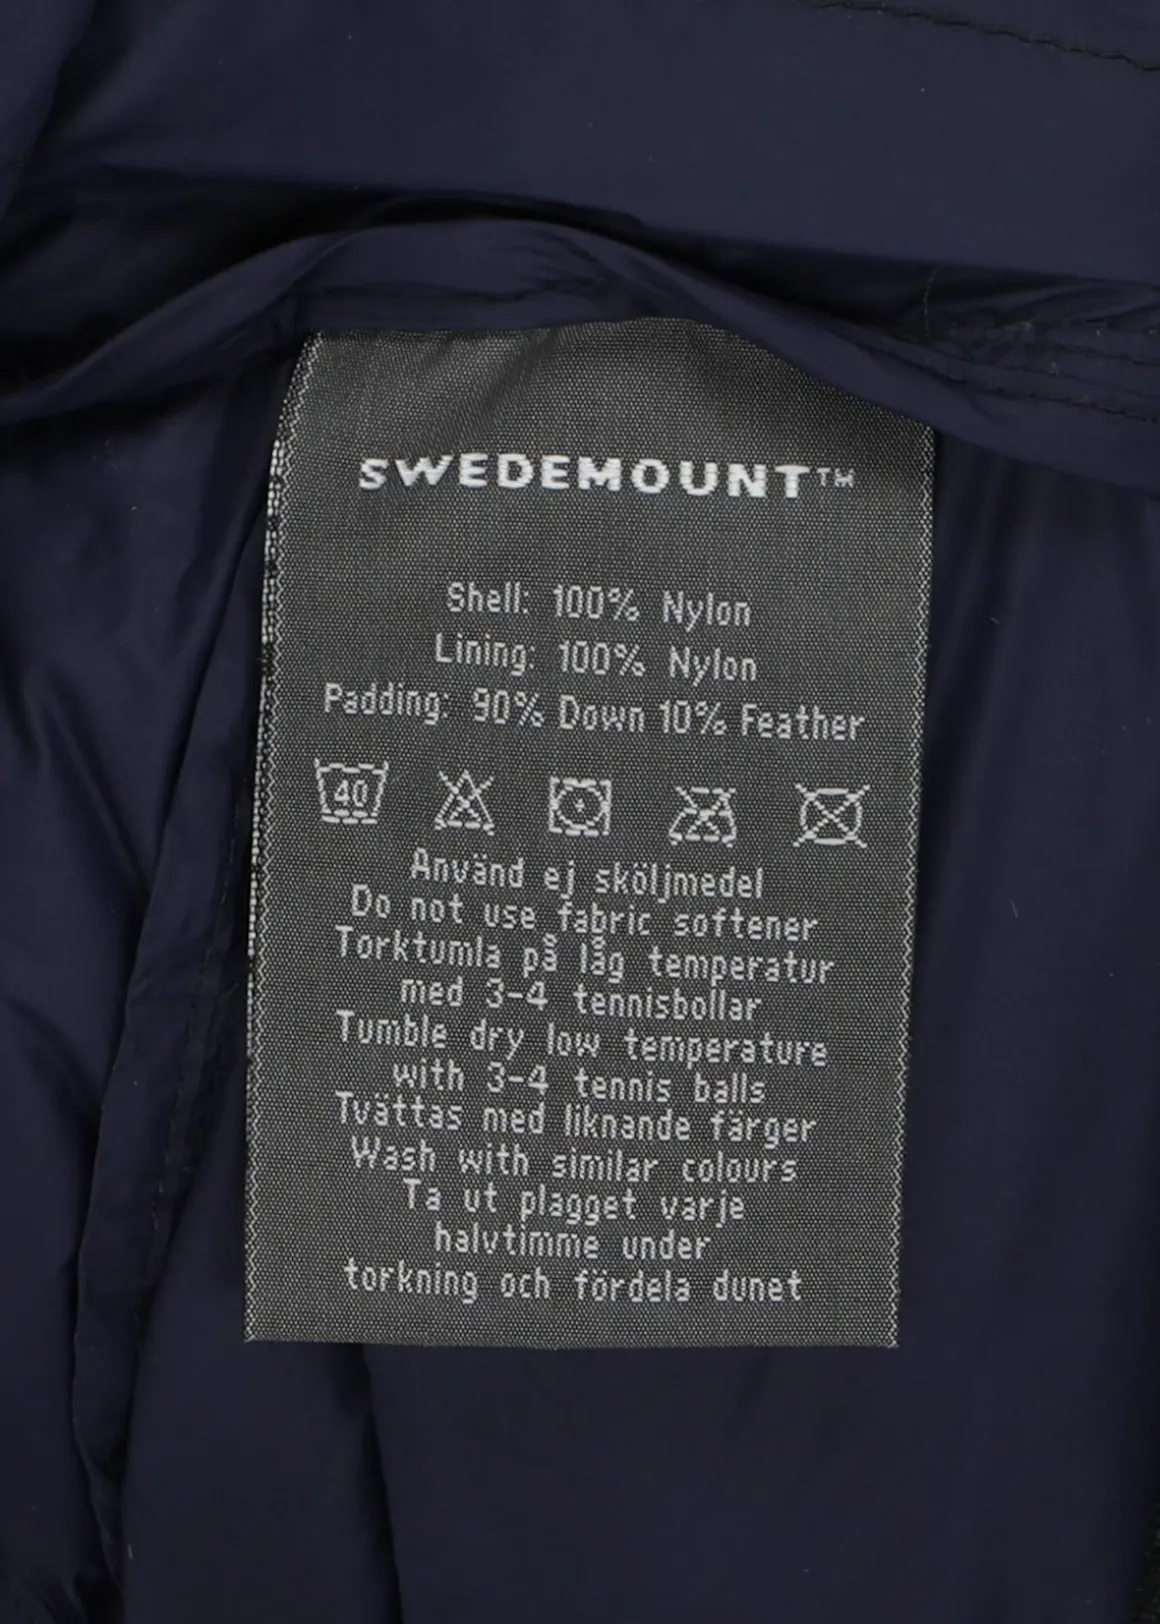 SWEDEMOUNT™
Shell: 100% Nylon
Lining: 100% Nylon
Padding: 90% Down 10% Feather
40
Använd ej sköljmedel
Do not use fabric softener
Torktumla på låg temperatur
med 3-4 tennisbollar
Tumble dry low temperature
with 3-4 tennis balls
Tvättas med liknande färger
Wash with similar colours
Ta ut plagget varje
halvtimme under
torkning och fördela dunet